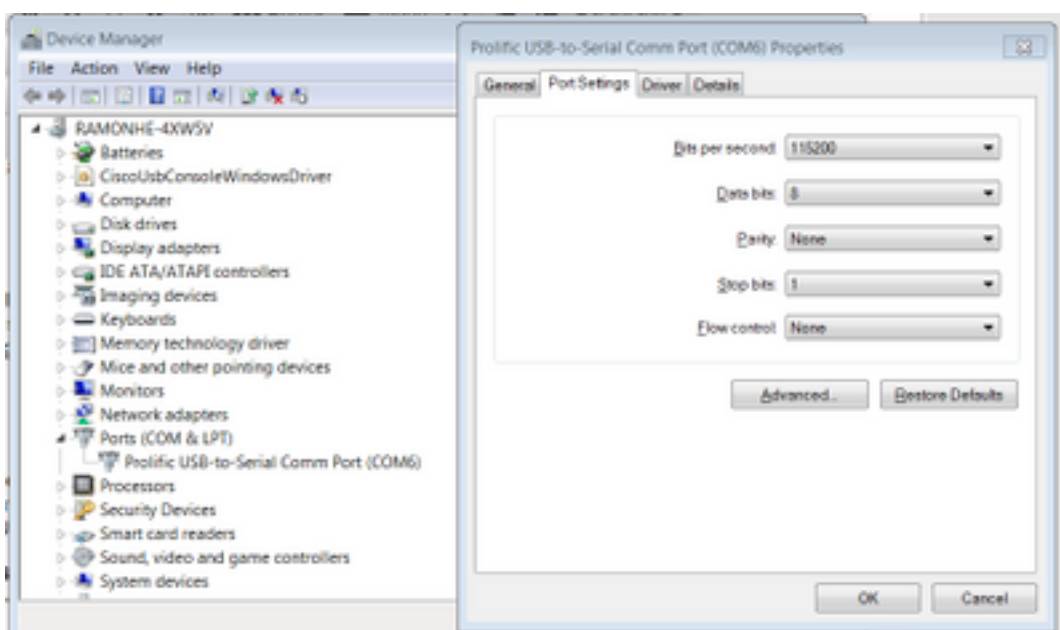 Device Manager
File Action View Help
RAMONHE-4XW5V
Batteries
CiscoUsbConsoleWindowsDriver
Computer
Disk drives
Display adapters
IDE ATA/ATAPI controllers
Imaging devices
Keyboards
Memory technology driver
Mice and other pointing devices
Monitors
Network adapters
Ports (COM & LPT)
Prolific USB-to-Serial Comm Port (COM6)
Processors
Security Devices
Smart card readers
Sound, video and game controllers
System devices
Prolific USB-to-Serial Comm Port (COM6) Properties
General Port Settings Driver Details
Bits per second: 115200
Data bits: 8
Parity: None
Stop bits: 1
Flow control: None
Advanced... Restore Defaults
OK Cancel